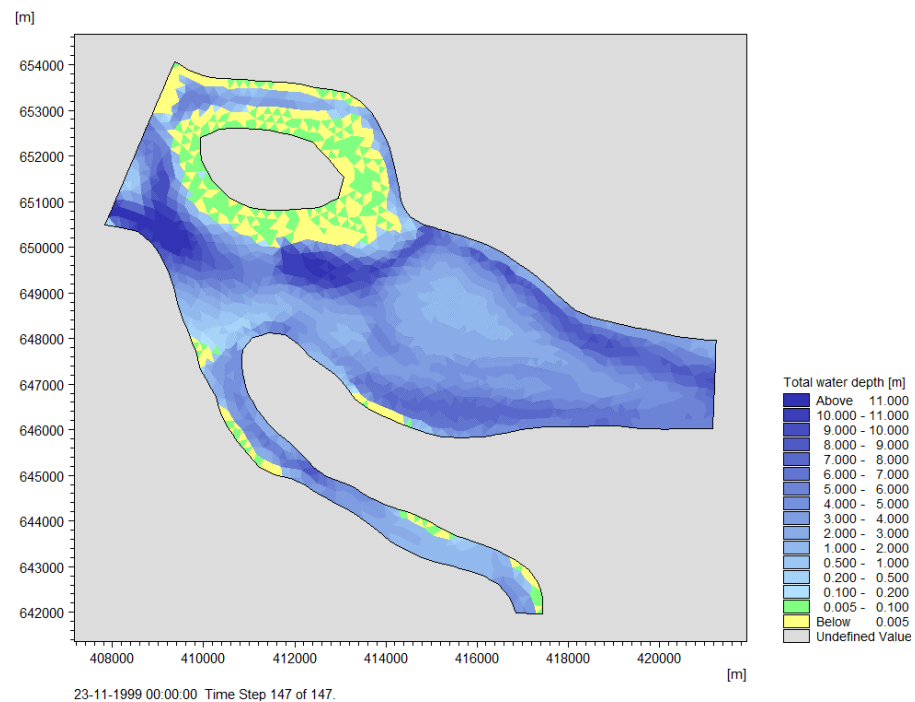 [m]
654000
653000
652000
651000
650000
649000
648000
647000
646000
645000
644000
643000
642000
408000 410000 412000 414000 416000 418000 420000
[m]
23-11-1999 00:00:00 Time Step 147 of 147.
Total water depth [m]
Above 11.000
10.000 - 11.000
9.000 - 10.000
8.000 - 9.000
7.000 - 8.000
6.000 - 7.000
5.000 - 6.000
4.000 - 5.000
3.000 - 4.000
2.000 - 3.000
1.000 - 2.000
0.500 - 1.000
0.200 - 0.500
0.100 - 0.200
0.005 - 0.100
Below 0.005
Undefined Value